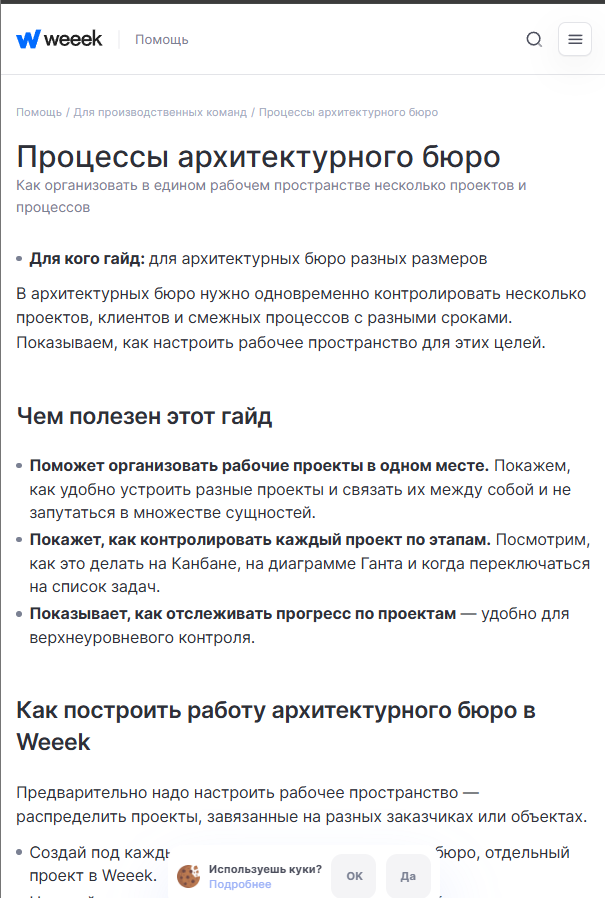 weeek Помощь
Помощь / Для производственных команд / Процессы архитектурного бюро
Процессы архитектурного бюро
Как организовать в едином рабочем пространстве несколько проектов и
процессов
Для кого гайд: для архитектурных бюро разных размеров
В архитектурных бюро нужно одновременно контролировать несколько
проектов, клиентов и смежных процессов с разными сроками.
Показываем, как настроить рабочее пространство для этих целей.
Чем полезен этот гайд
Поможет организовать рабочие проекты в одном месте. Покажем,
как удобно устроить разные проекты и связать их между собой и не
запутаться в множестве сущностей.
Покажет, как контролировать каждый проект по этапам. Посмотрим,
как это делать на Канбане, на диаграмме Ганта и когда переключаться
на список задач.
Показывает, как отслеживать прогресс по проектам — удобно для
верхнеуровневого контроля.
Как построить работу архитектурного бюро в
Weeek
Предварительно надо настроить рабочее пространство —
распределить проекты, завязанные на разных заказчиках или объектах.
Создай под бюро, отдельный
проект в Weeek.
Используешь куки?
Подробнее
ОК
Да